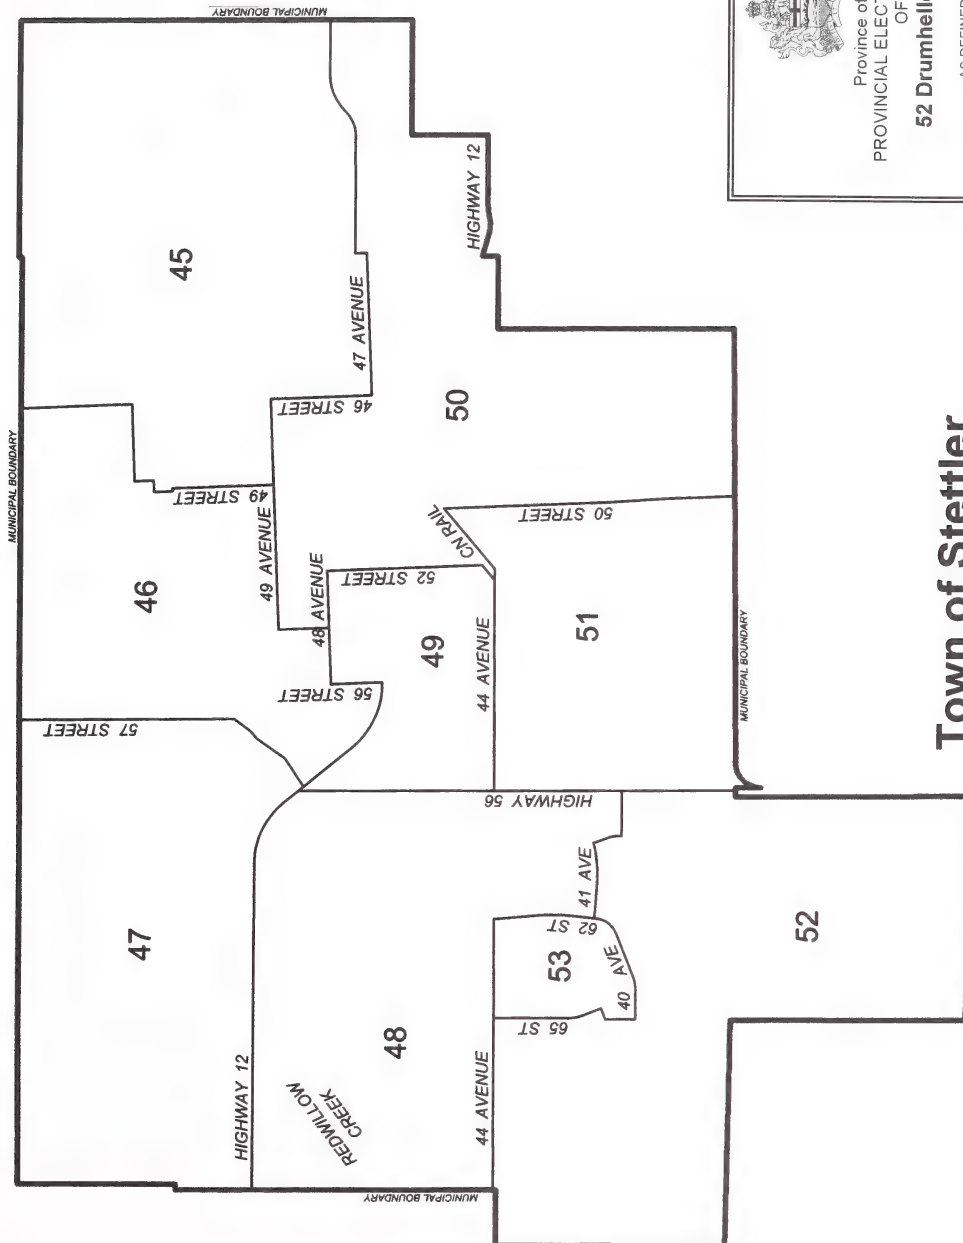 MUNICIPAL BOUNDARY
MUNICIPAL BOUNDARY
45
HIGHWAY 12
47 AVENUE
46 STREET
50
49 STREET
49 AVENUE
46
48 AVENUE
52 STREET
CN RAIL
50 STREET
49
44 AVENUE
51
56 STREET
57 STREET
MUNICIPAL BOUNDARY
HIGHWAY 56
47
41 AVE
62 ST
53
40 AVE
65 ST
52
48
HIGHWAY 12
REDWILLOW
CREEK
44 AVENUE
MUNICIPAL BOUNDARY
Province of
PROVINCIAL ELECT
OF
52 Drumhelle
Town of Stettler